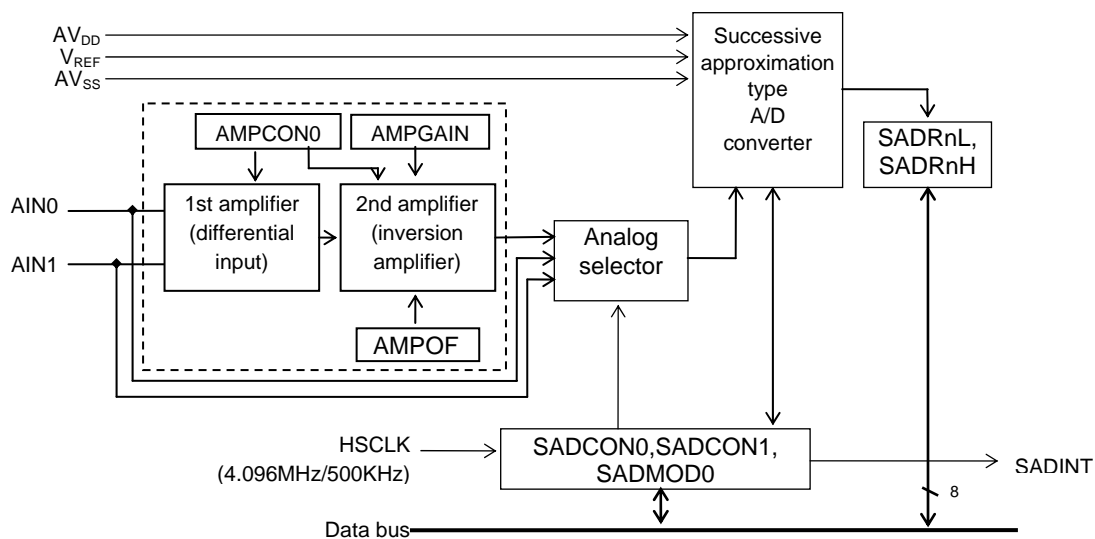 AVDD
VREF
AVSS
Successive
approximation
type
A/D
converter
SADRnL,
SADRnH
AMPCON0
AMPGAIN
AIN0
AIN1
1st amplifier
(differential
input)
2nd amplifier
(inversion
amplifier)
AMPOF
Analog
selector
HSCLK
(4.096MHz/500KHz)
SADCON0,SADCON1,
SADMOD0
SADINT
8
Data bus